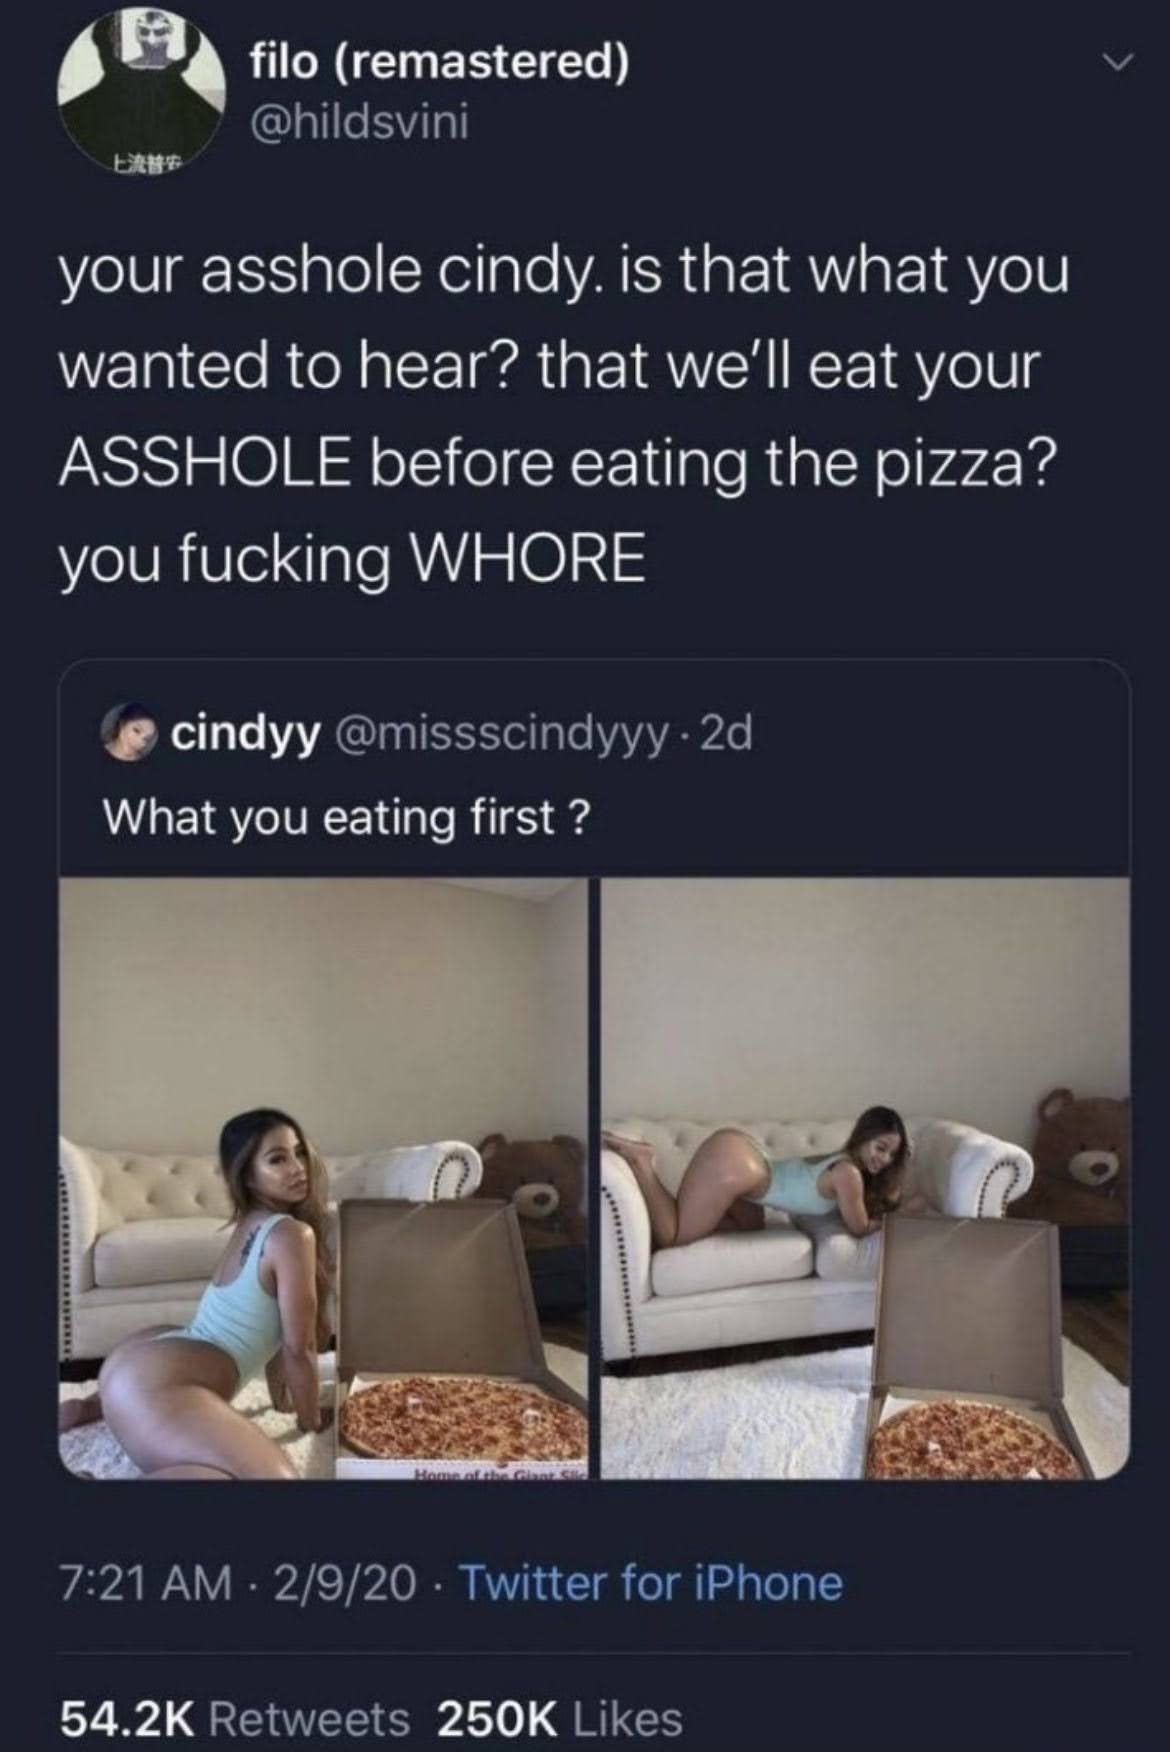 filo (remastered)
@hildsvini
上流普安
your asshole cindy. is that what you
wanted to hear? that we'll eat your
ASSHOLE before eating the pizza?
you fucking WHORE
cindyy @missscindyyy · 2d
What you eating first ?
Home of the Giant Slic
7:21 AM · 2/9/20 · Twitter for iPhone
54.2K Retweets 250K Likes